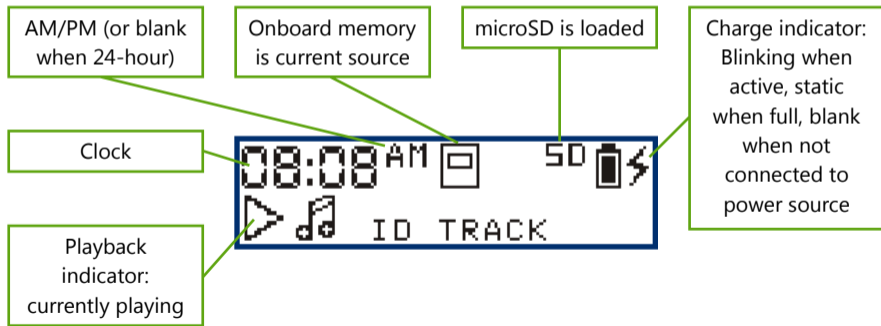 AM/PM (or blank
when 24-hour)
Onboard memory
is current source
microSD is loaded
Charge indicator:
Blinking when
active, static
when full, blank
when not
connected to
power source
Clock
08:08 AM SD
ID TRACK
Playback
indicator:
currently playing